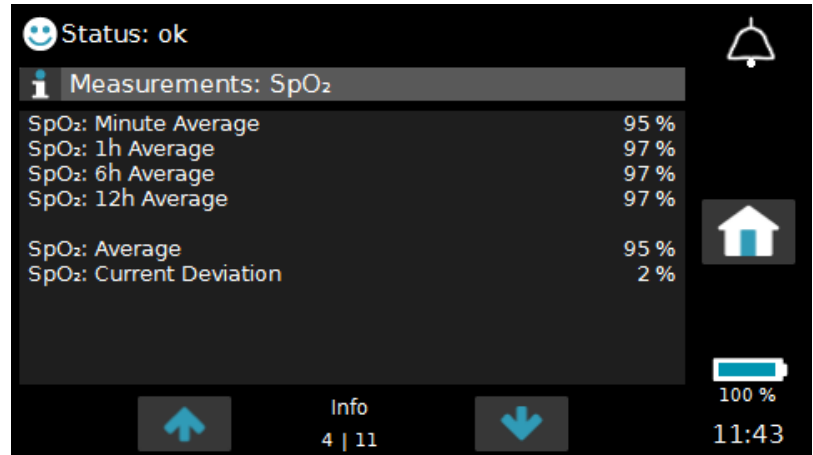 Status: ok
Measurements: SpO₂
SpO₂: Minute Average 95 %
SpO₂: 1h Average 97 %
SpO₂: 6h Average 97 %
SpO₂: 12h Average 97 %
SpO₂: Average 95 %
SpO₂: Current Deviation 2 %
Info
4 | 11
100 %
11:43